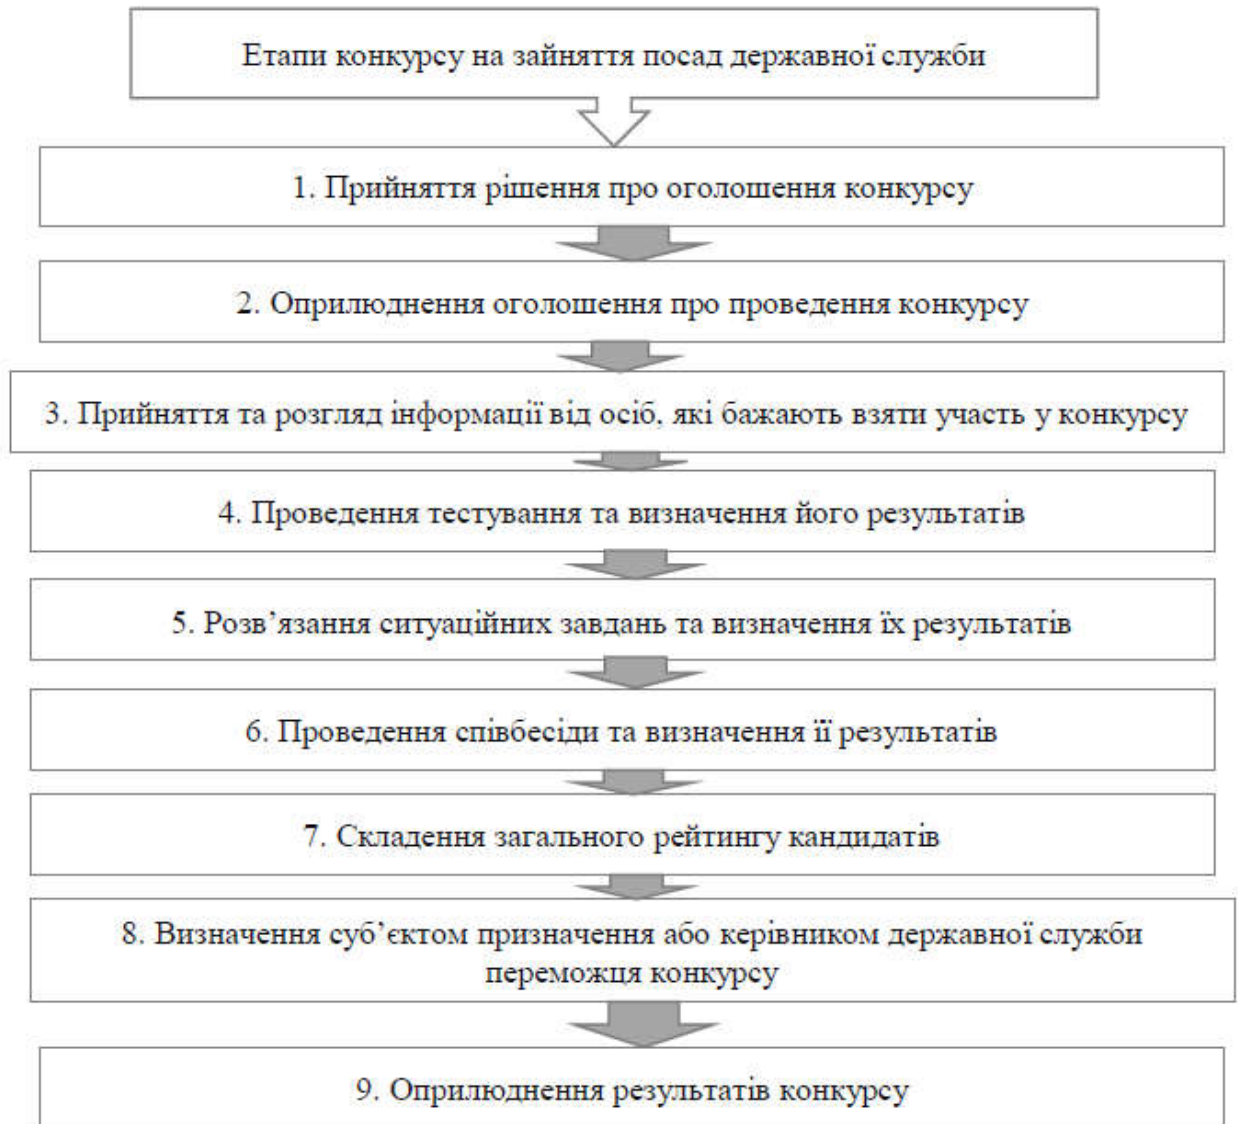 Етапи конкурсу на зайняття посад державної служби
1. Прийняття рішення про оголошення конкурсу
2. Оприлюднення оголошення про проведення конкурсу
3. Прийняття та розгляд інформації від осіб, які бажають взяти участь у конкурсу
4. Проведення тестування та визначення його результатів
5. Розв’язання ситуаційних завдань та визначення їх результатів
6. Проведення співбесіди та визначення її результатів
7. Складення загального рейтингу кандидатів
8. Визначення суб’єктом призначення або керівником державної служби
переможця конкурсу
9. Оприлюднення результатів конкурсу